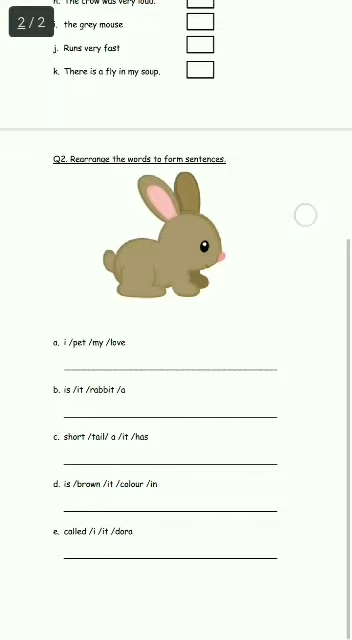 h. The crow was very loud.
2 / 2
i. the grey mouse
j. Runs very fast
k. There is a fly in my soup.
Q2. Rearrange the words to form sentences.
a. i /pet /my /love
b. is /it /rabbit /a
c. short /tail/ a /it /has
d. is /brown /it /colour /in
e. called /i /it /dora